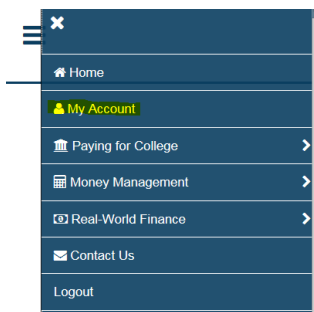 Home
My Account
Paying for College
Money Management
Real-World Finance
Contact Us
Logout